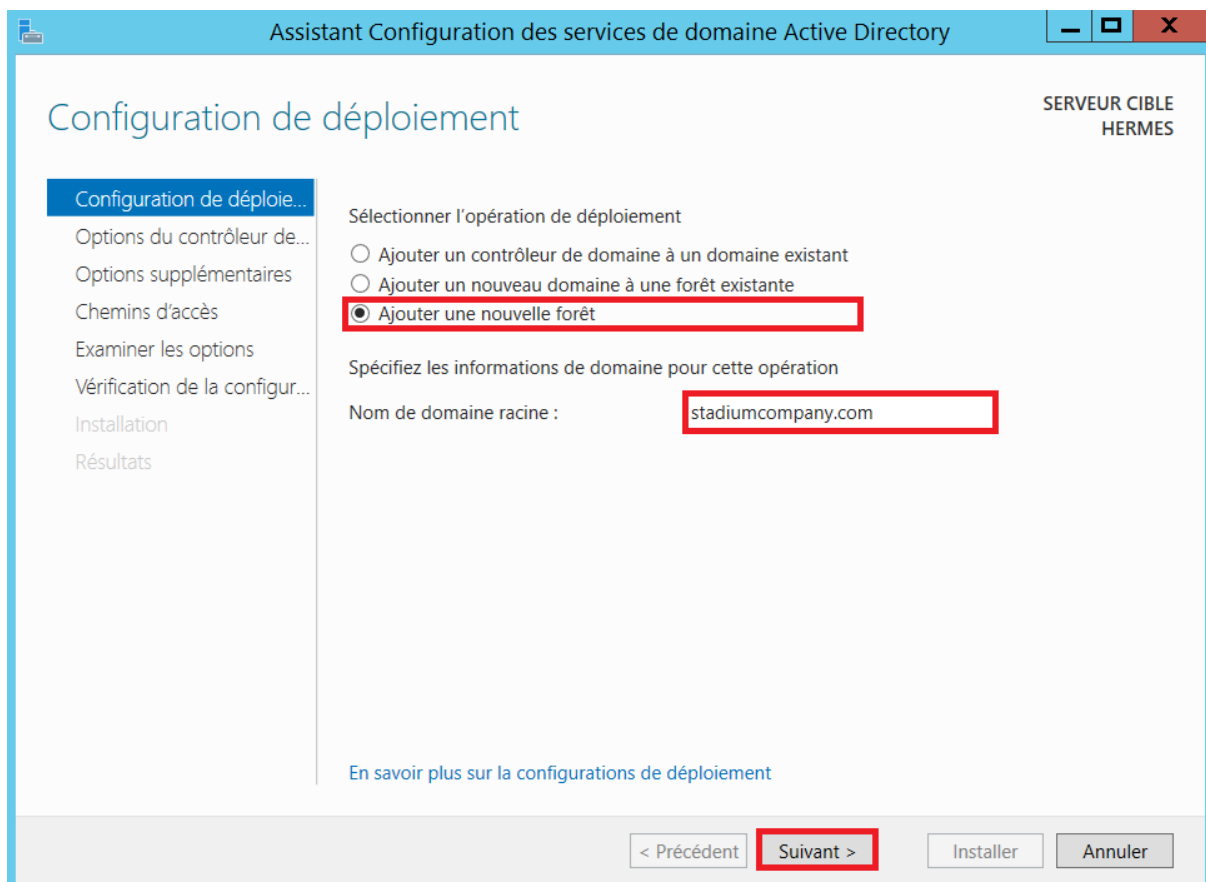 Assistant Configuration des services de domaine Active Directory
Configuration de déploiement
SERVEUR CIBLE
HERMES
Configuration de déploie...
Options du contrôleur de...
Options supplémentaires
Chemins d'accès
Examiner les options
Vérification de la configur...
Installation
Résultats
Sélectionner l'opération de déploiement
Ajouter un contrôleur de domaine à un domaine existant
Ajouter un nouveau domaine à une forêt existante
Ajouter une nouvelle forêt
Spécifiez les informations de domaine pour cette opération
Nom de domaine racine : stadiumcompany.com
En savoir plus sur la configurations de déploiement
< Précédent Suivant > Installer Annuler